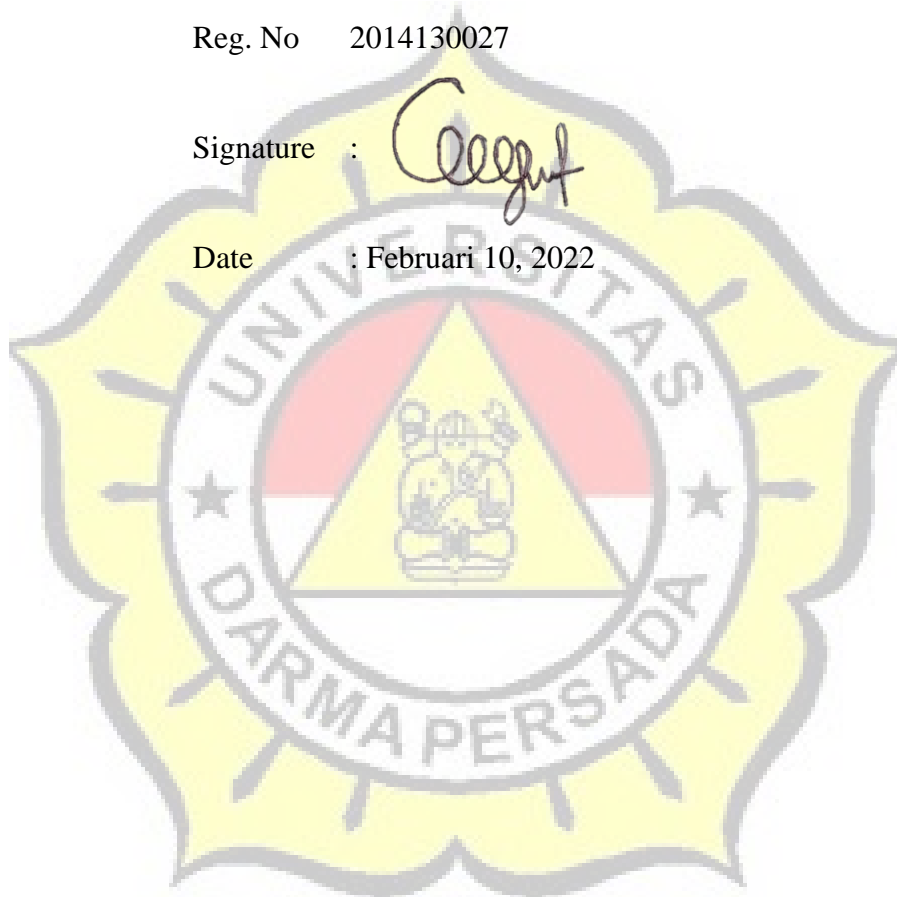 Reg. No 2014130027
Signature :
Date : Februari 10, 2022
UNIVERSITAS
DARMA PERSADA